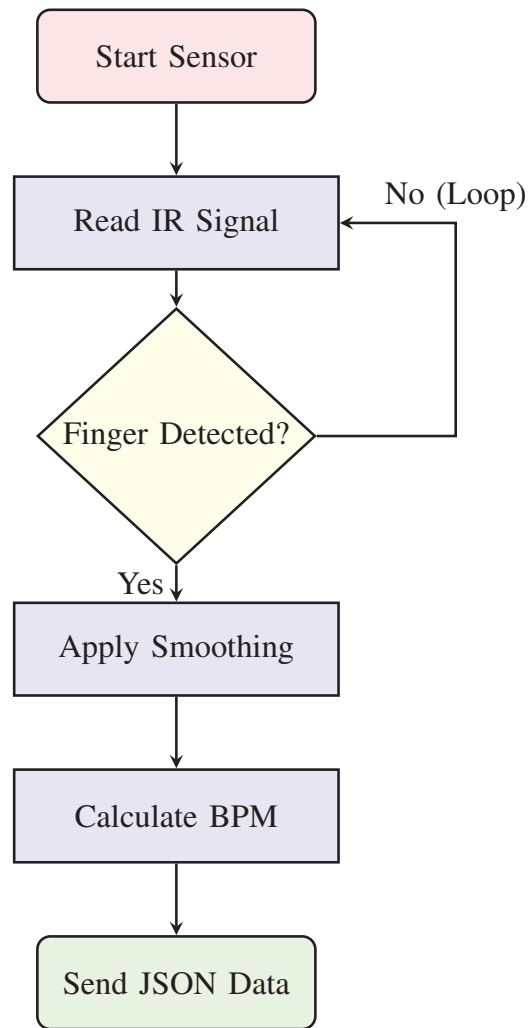 Start Sensor
Read IR Signal
No (Loop)
Finger Detected?
Yes
Apply Smoothing
Calculate BPM
Send JSON Data